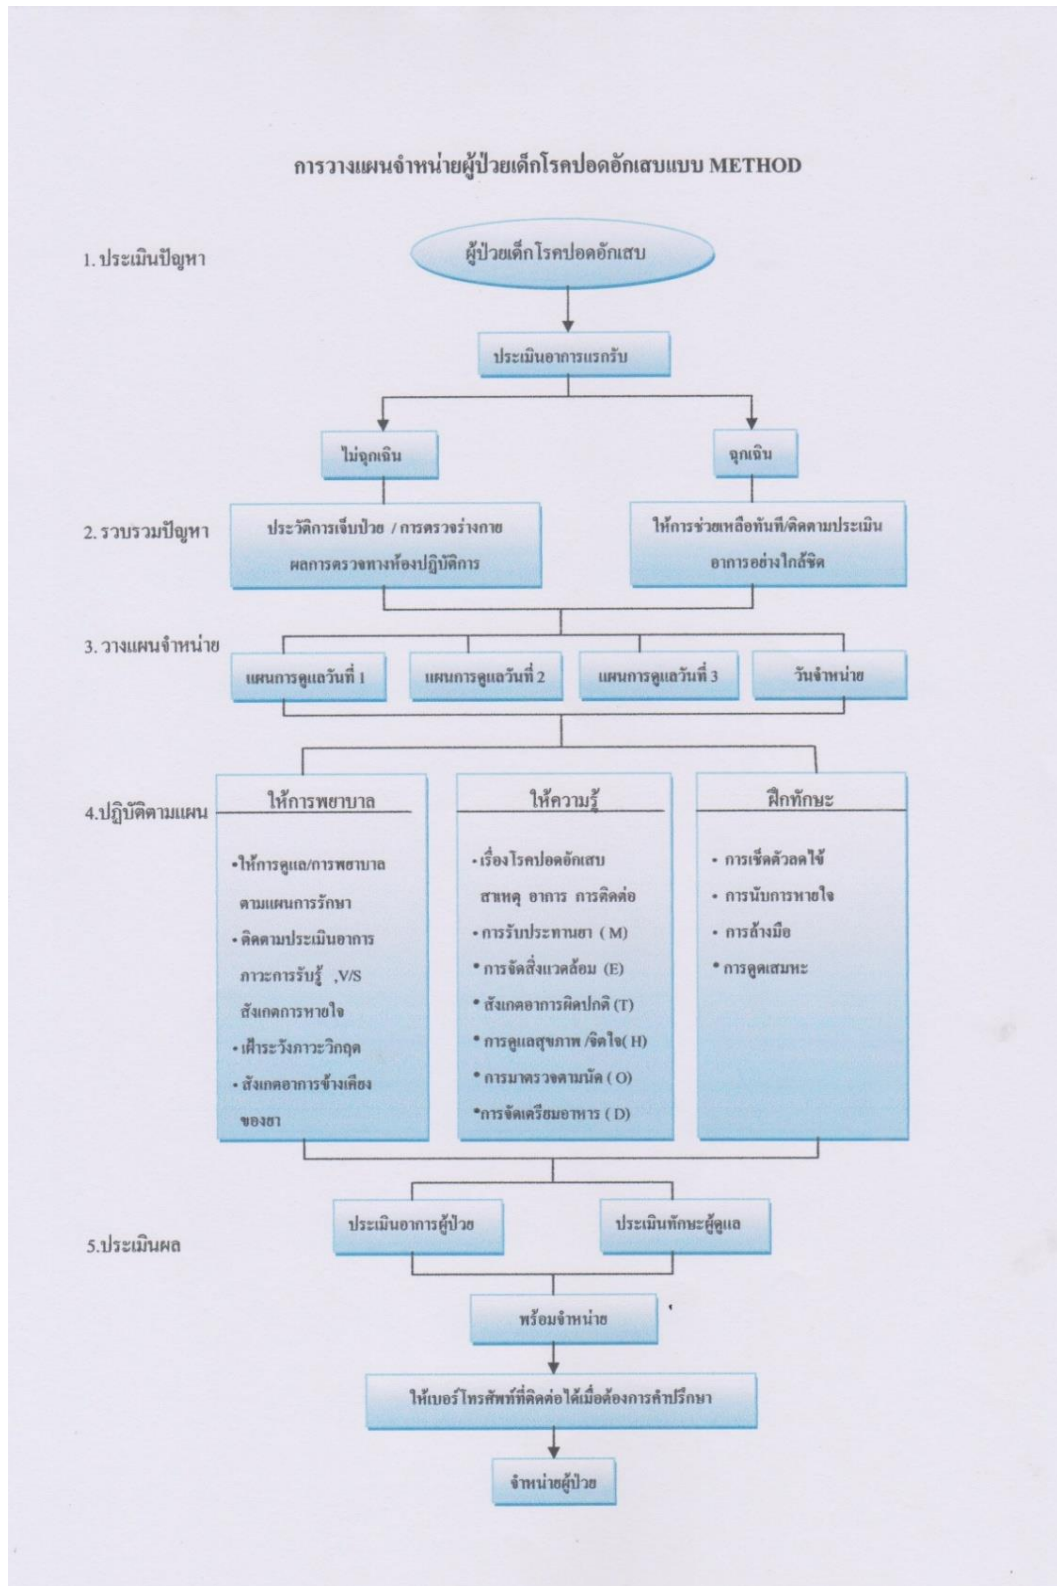 การวางแผนจำหน่ายผู้ป่วยเด็กโรคปอดอักเสบแบบ METHOD
1. ประเมินปัญหา
ผู้ป่วยเด็กโรคปอดอักเสบ
ประเมินอาการแรกรับ
ไม่ฉุกเฉิน
ฉุกเฉิน
2. รวบรวมปัญหา
ประวัติการเจ็บป่วย / การตรวจร่างกาย
ผลการตรวจทางห้องปฏิบัติการ
ให้การช่วยเหลือทันที/ติดตามประเมิน
อาการอย่างใกล้ชิด
3. วางแผนจำหน่าย
แผนการดูแลวันที่ 1
แผนการดูแลวันที่ 2
แผนการดูแลวันที่ 3
วันจำหน่าย
4.ปฏิบัติตามแผน
ให้การพยาบาล
•ให้การดูแล/การพยาบาล
ตามแผนการรักษา
• ติดตามประเมินอาการ
ภาวะการรับรู้ ,V/S
สังเกตการหายใจ
• เฝ้าระวังภาวะวิกฤต
• สังเกตอาการข้างเคียง
ของยา
ให้ความรู้
• เรื่องโรคปอดอักเสบ
สาเหตุ อาการ การติดต่อ
• การรับประทานยา ( M)
• การจัดสิ่งแวดล้อม (E)
• สังเกตอาการผิดปกติ (T)
• การดูแลสุขภาพ /จิตใจ( H)
• การมาตรวจตามนัด ( O)
•การจัดเตรียมอาหาร ( D)
ฝึกทักษะ
• การเช็ดตัวลดไข้
• การนับการหายใจ
• การล้างมือ
• การดูดเสมหะ
5.ประเมินผล
ประเมินอาการผู้ป่วย
ประเมินทักษะผู้ดูแล
พร้อมจำหน่าย
ให้เบอร์โทรศัพท์ที่ติดต่อได้เมื่อต้องการคำปรึกษา
จำหน่ายผู้ป่วย